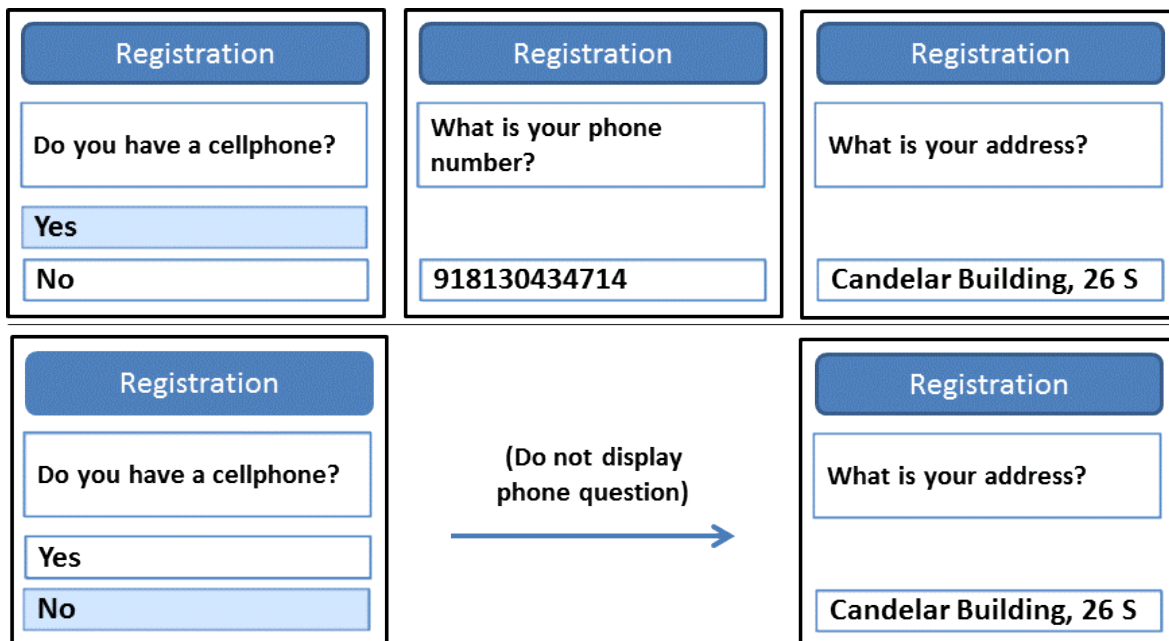 Registration
Do you have a cellphone?
Yes
No
Registration
What is your phone
number?
918130434714
Registration
What is your address?
Candelar Building, 26 S
Registration
Do you have a cellphone?
Yes
No
(Do not display
phone question)
Registration
What is your address?
Candelar Building, 26 S